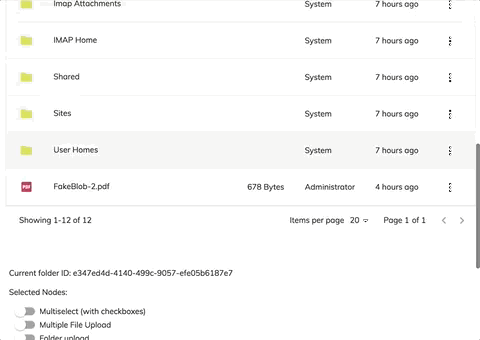 Imap Attachments System 7 hours ago
IMAP Home System 7 hours ago
Shared System 7 hours ago
Sites System 7 hours ago
User Homes System 7 hours ago
PDF FakeBlob-2.pdf 678 Bytes Administrator 4 hours ago
Showing 1-12 of 12 Items per page 20 Page 1 of 1
Current folder ID: e347ed4d-4140-499c-9057-efe05b6187e7
Selected Nodes:
Multiselect (with checkboxes)
Multiple File Upload
Folder upload